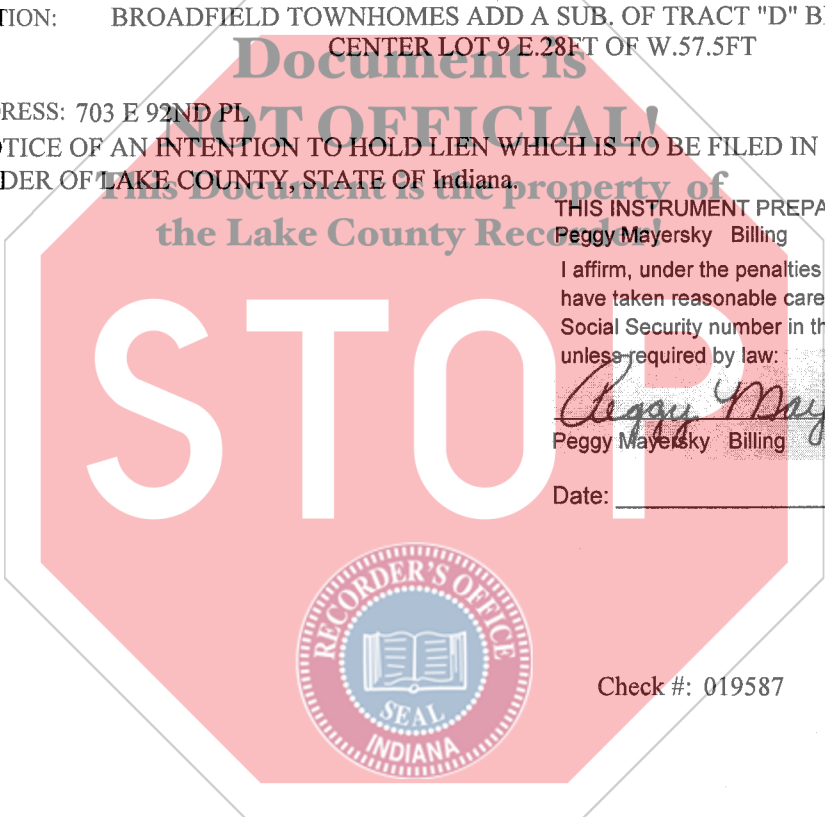 TION: BROADFIELD TOWNHOMES ADD A SUB. OF TRACT "D" B
CENTER LOT 9 E.28FT OF W.57.5FT
Document is
RESS: 703 E 92ND PL
NOT OFFICIAL!
TICE OF AN INTENTION TO HOLD LIEN WHICH IS TO BE FILED IN
DER OF LAKE COUNTY, STATE OF Indiana.
This Document is the property of
the Lake County Recorder!
THIS INSTRUMENT PREPA
Peggy Mayersky Billing
I affirm, under the penalties
have taken reasonable care
Social Security number in th
unless required by law:
Peggy May
Peggy Mayersky Billing
Date:
STOP
RECORDER'S OFFICE
SEAL
INDIANA
Check #: 019587